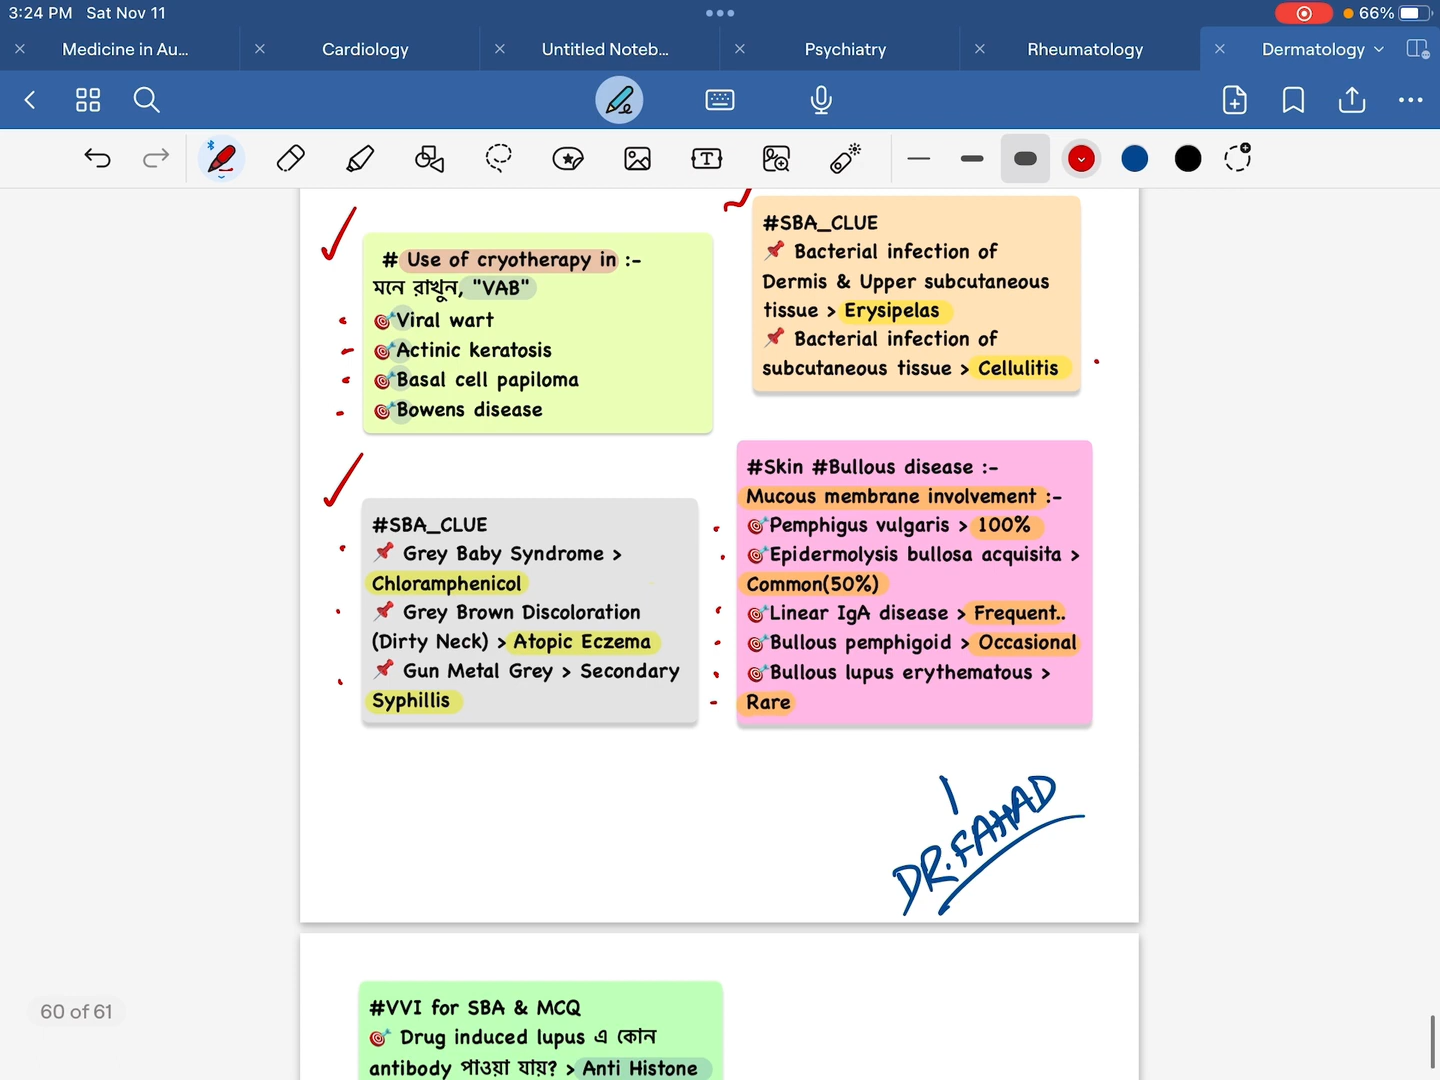 3:24 PM Sat Nov 11
66%
Medicine in Au...
Cardiology
Untitled Noteb...
Psychiatry
Rheumatology
Dermatology
# Use of cryotherapy in :-
মনে রাখুন, "VAB"
Viral wart
Actinic keratosis
Basal cell papiloma
Bowens disease
#SBA_CLUE
Bacterial infection of
Dermis & Upper subcutaneous
tissue > Erysipelas
Bacterial infection of
subcutaneous tissue > Cellulitis
#SBA_CLUE
Grey Baby Syndrome >
Chloramphenicol
Grey Brown Discoloration
(Dirty Neck) > Atopic Eczema
Gun Metal Grey > Secondary
Syphillis
#Skin #Bullous disease :-
Mucous membrane involvement :-
Pemphigus vulgaris > 100%
Epidermolysis bullosa acquisita >
Common(50%)
Linear IgA disease > Frequent..
Bullous pemphigoid > Occasional
Bullous lupus erythematous >
Rare
DR. FAHAD
60 of 61
#VVI for SBA & MCQ
Drug induced lupus এ কোন
antibody পাওয়া যায়? > Anti Histone